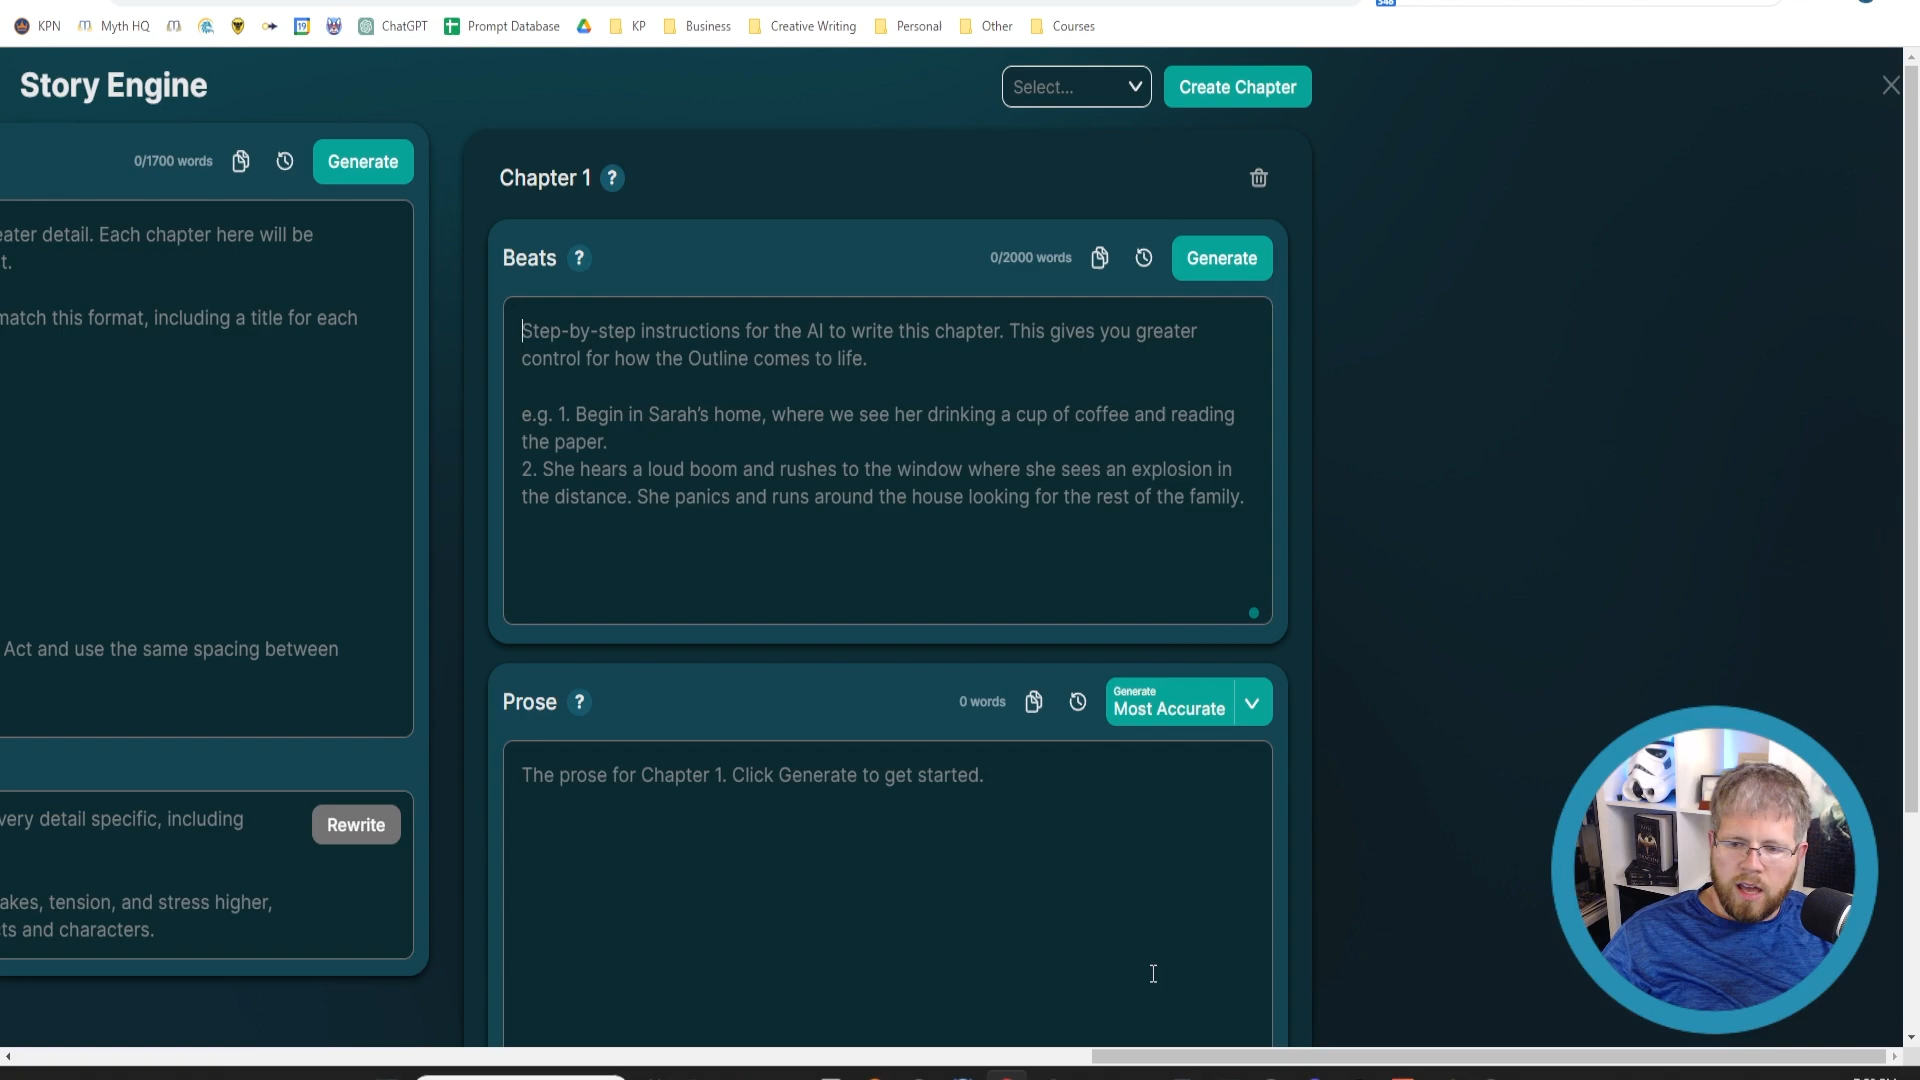 KPN Myth HQ ChatGPT Prompt Database KP Business Creative Writing Personal Other Courses
Story Engine
Select...
Create Chapter
0/1700 words
Generate
eater detail. Each chapter here will be
t.
match this format, including a title for each
Act and use the same spacing between
very detail specific, including
Rewrite
akes, tension, and stress higher,
cts and characters.
Chapter 1 ?
Beats ?
0/2000 words
Generate
Step-by-step instructions for the AI to write this chapter. This gives you greater
control for how the Outline comes to life.
e.g. 1. Begin in Sarah's home, where we see her drinking a cup of coffee and reading
the paper.
2. She hears a loud boom and rushes to the window where she sees an explosion in
the distance. She panics and runs around the house looking for the rest of the family.
Prose ?
0 words
Generate
Most Accurate
The prose for Chapter 1. Click Generate to get started.